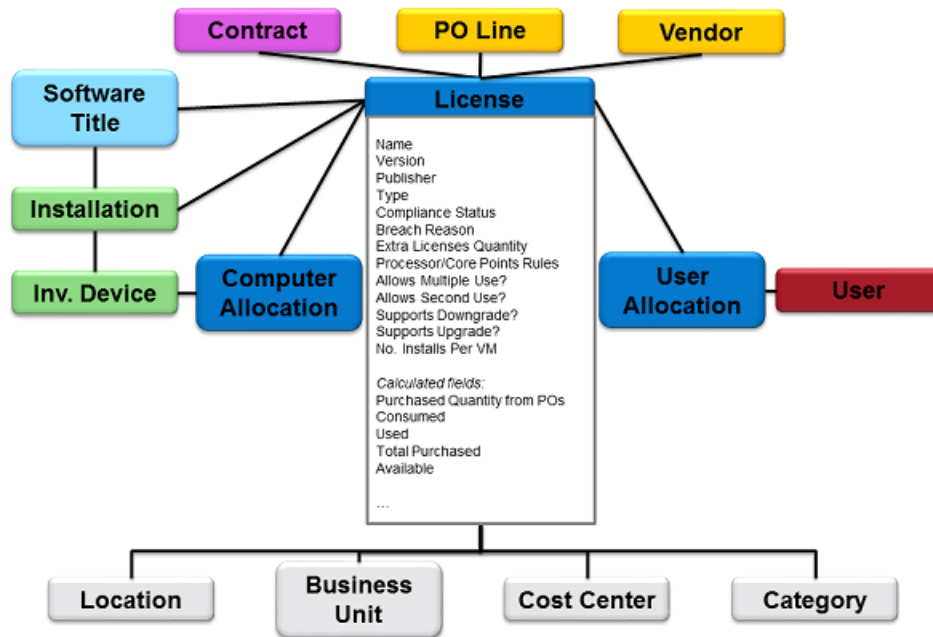 Contract
PO Line
Vendor
Software
Title
License
Name
Version
Publisher
Type
Compliance Status
Breach Reason
Extra Licenses Quantity
Processor/Core Points Rules
Allows Multiple Use?
Allows Second Use?
Supports Downgrade?
Supports Upgrade?
No. Installs Per VM
Calculated fields:
Purchased Quantity from POs
Consumed
Used
Total Purchased
Available
...
Installation
Inv. Device
Computer
Allocation
User
Allocation
User
Location
Business
Unit
Cost Center
Category